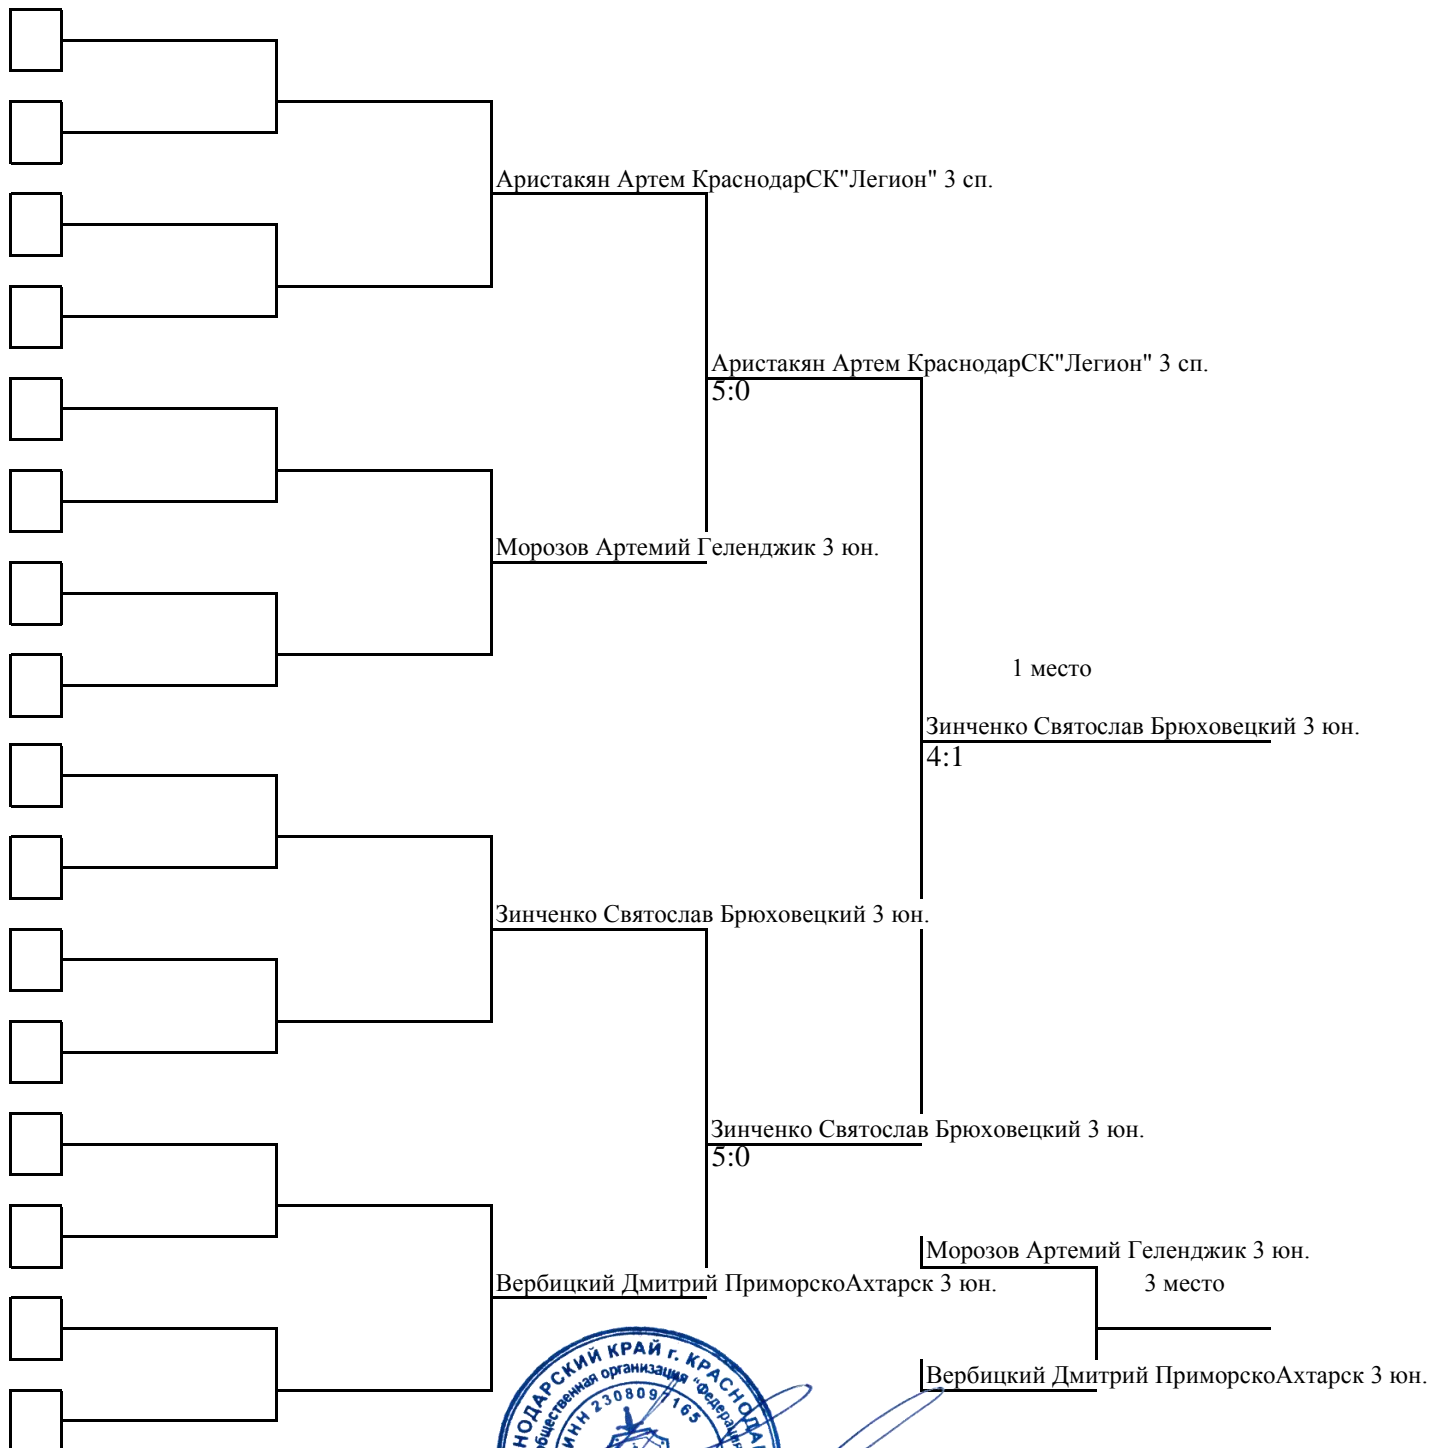 Аристакян Артем КраснодарСК"Легион" 3 сп.
Аристакян Артем КраснодарСК"Легион" 3 сп.
5:0
Морозов Артемий Геленджик 3 юн.
1 место
Зинченко Святослав Брюховецкий 3 юн.
4:1
Зинченко Святослав Брюховецкий 3 юн.
Зинченко Святослав Брюховецкий 3 юн.
5:0
Морозов Артемий Геленджик 3 юн.
Вербицкий Дмитрий ПриморскоАхтарск 3 юн.
3 место
Вербицкий Дмитрий ПриморскоАхтарск 3 юн.
НОДАРСКИЙ КРАЙ г. КРАСНОДАР
общественная организация "Федерация
ИНН 2308097165